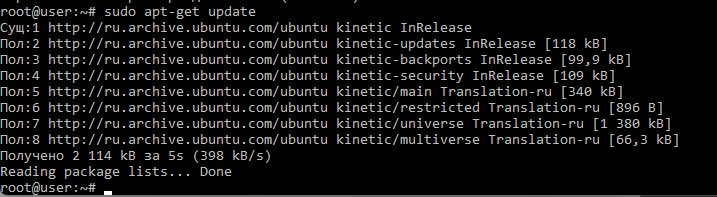 root@user:~# sudo apt-get update
Сущ:1 http://ru.archive.ubuntu.com/ubuntu kinetic InRelease
Пол:2 http://ru.archive.ubuntu.com/ubuntu kinetic-updates InRelease [118 kB]
Пол:3 http://ru.archive.ubuntu.com/ubuntu kinetic-backports InRelease [99,9 kB]
Пол:4 http://ru.archive.ubuntu.com/ubuntu kinetic-security InRelease [109 kB]
Пол:5 http://ru.archive.ubuntu.com/ubuntu kinetic/main Translation-ru [340 kB]
Пол:6 http://ru.archive.ubuntu.com/ubuntu kinetic/restricted Translation-ru [896 B]
Пол:7 http://ru.archive.ubuntu.com/ubuntu kinetic/universe Translation-ru [1 380 kB]
Пол:8 http://ru.archive.ubuntu.com/ubuntu kinetic/multiverse Translation-ru [66,3 kB]
Получено 2 114 kB за 5s (398 kB/s)
Reading package lists... Done
root@user:~#